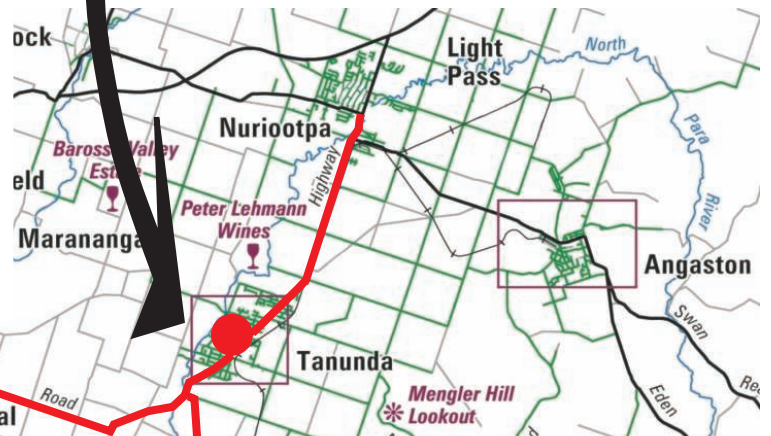 ock
Light
Pass
North
Nuriootpa
Para
River
Highway
Barossa Valley
Estate
eld
Peter Lehmann
Wines
Marananga
Angaston
Swan
Tanunda
Road
Eden
Mengler Hill
Lookout
al